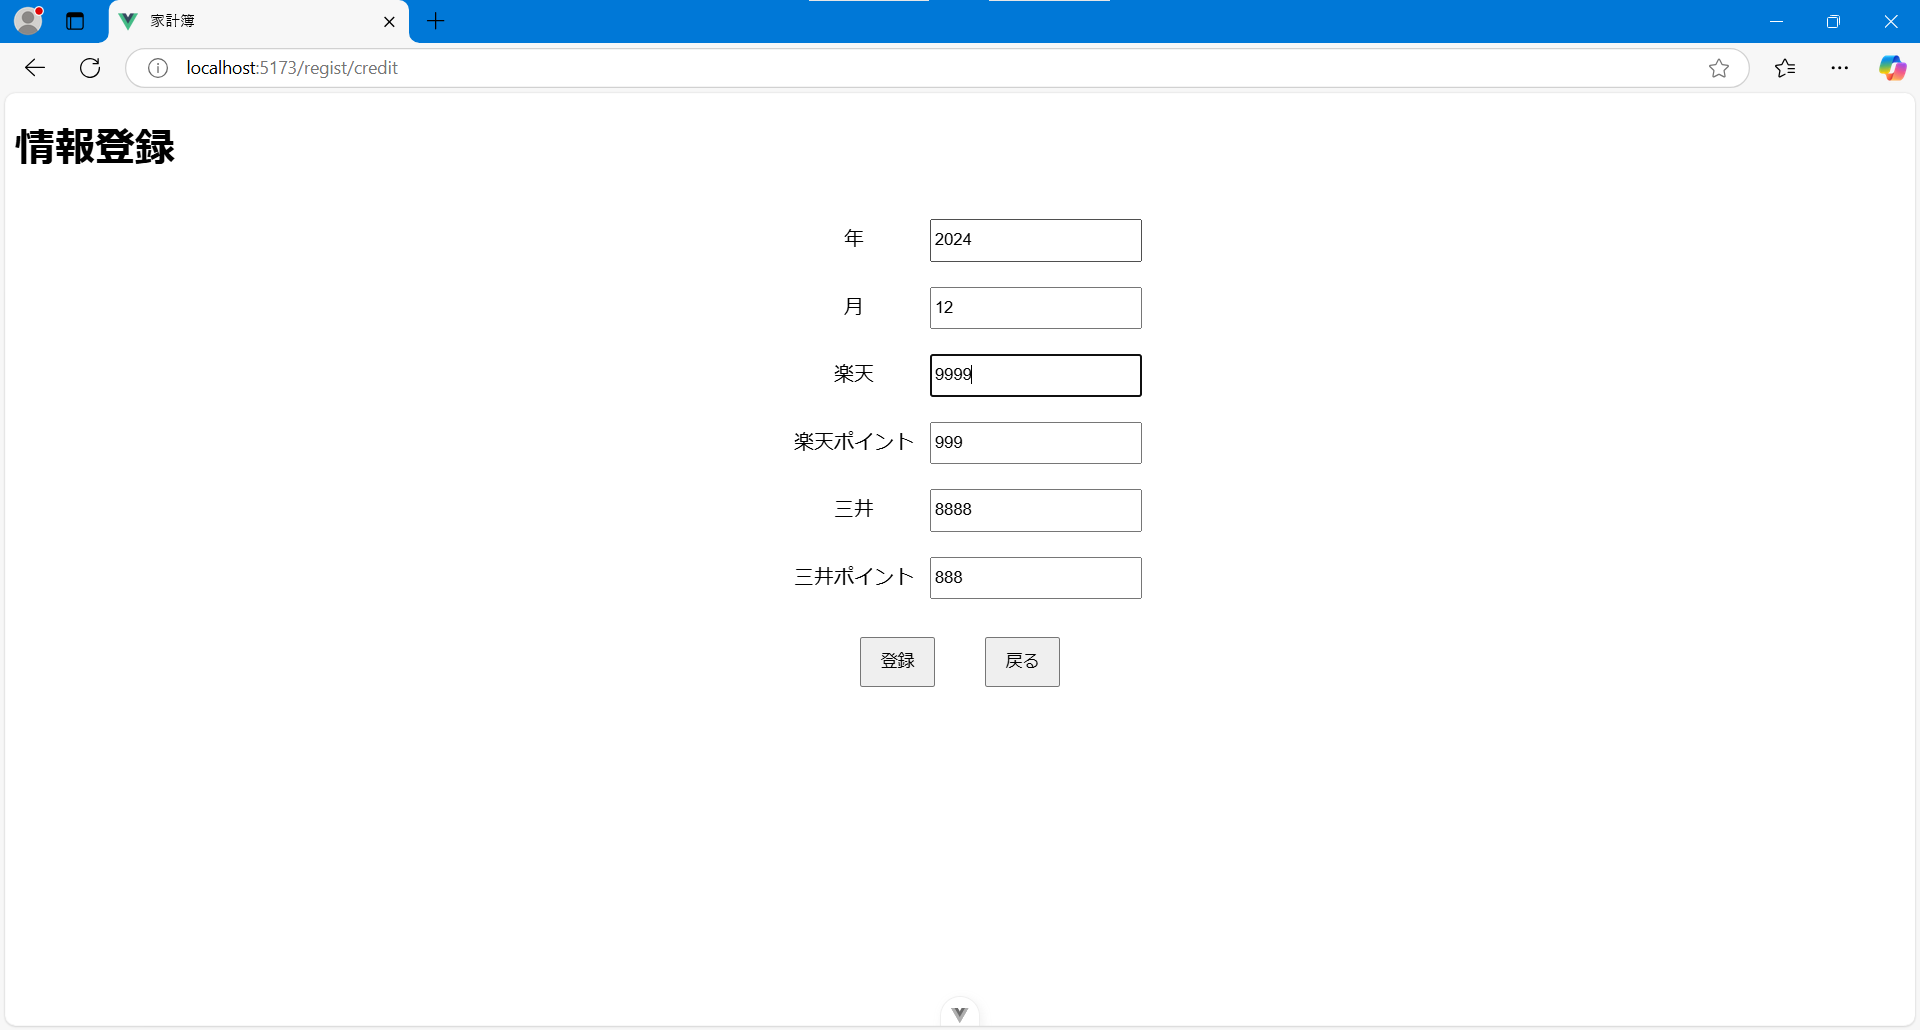 家計簿
localhost:5173/regist/credit
情報登録
年 2024
月 12
楽天 9999
楽天ポイント 999
三井 8888
三井ポイント 888
登録 戻る